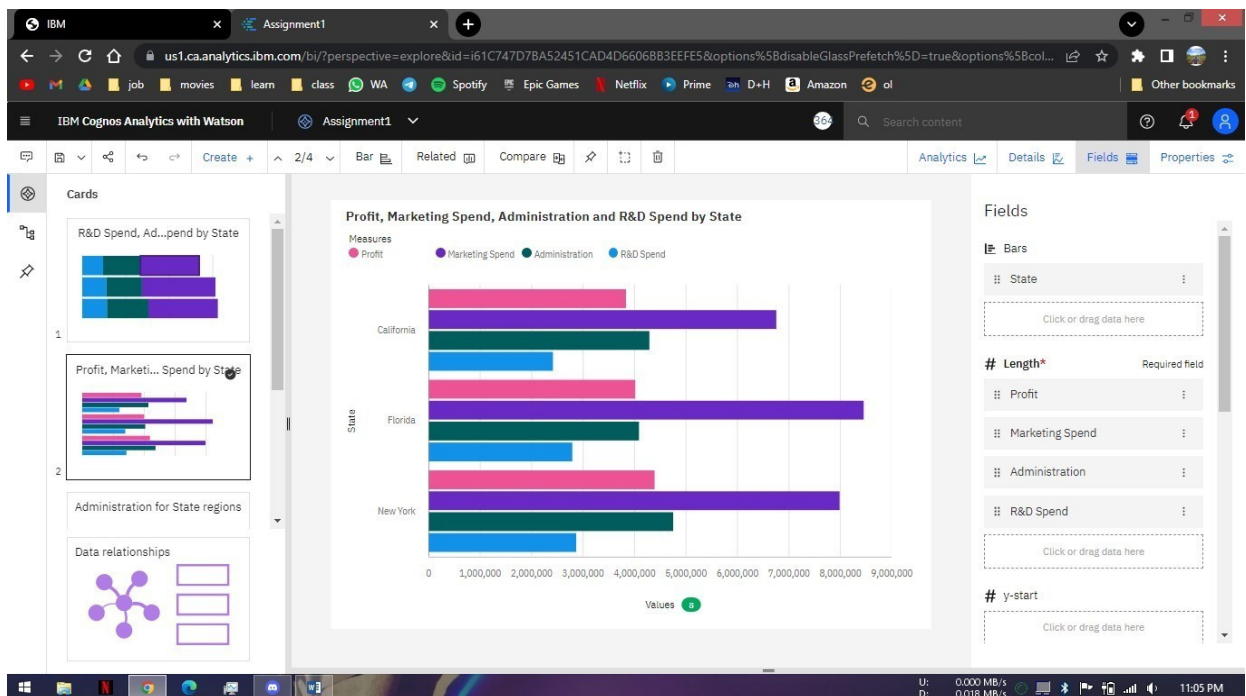 IBM
Assignment1
us1.ca.analytics.ibm.com/bi/?perspective=explore&id=i61C747D7BA52451CAD4D6606BB3EEFE5&options%5BdisableGlassPrefetch%5D=true&options%5Bcol...
job movies learn class WA Spotify Epic Games Netflix Prime D+H Amazon ol Other bookmarks
IBM Cognos Analytics with Watson Assignment1 364 Search content 1
Create + 2/4 Bar Related Compare Analytics Details Fields Properties
Cards
R&D Spend, Ad...pend by State
1
Profit, Marketi... Spend by State
2
Administration for State regions
Data relationships
Profit, Marketing Spend, Administration and R&D Spend by State
Measures
Profit Marketing Spend Administration R&D Spend
State
California
Florida
New York
0 1,000,000 2,000,000 3,000,000 4,000,000 5,000,000 6,000,000 7,000,000 8,000,000 9,000,000
Values 8
Fields
Bars
State
Click or drag data here
# Length* Required field
Profit
Marketing Spend
Administration
R&D Spend
Click or drag data here
# y-start
Click or drag data here
U: 0.000 MB/s
D: 0.018 MB/s
11:05 PM